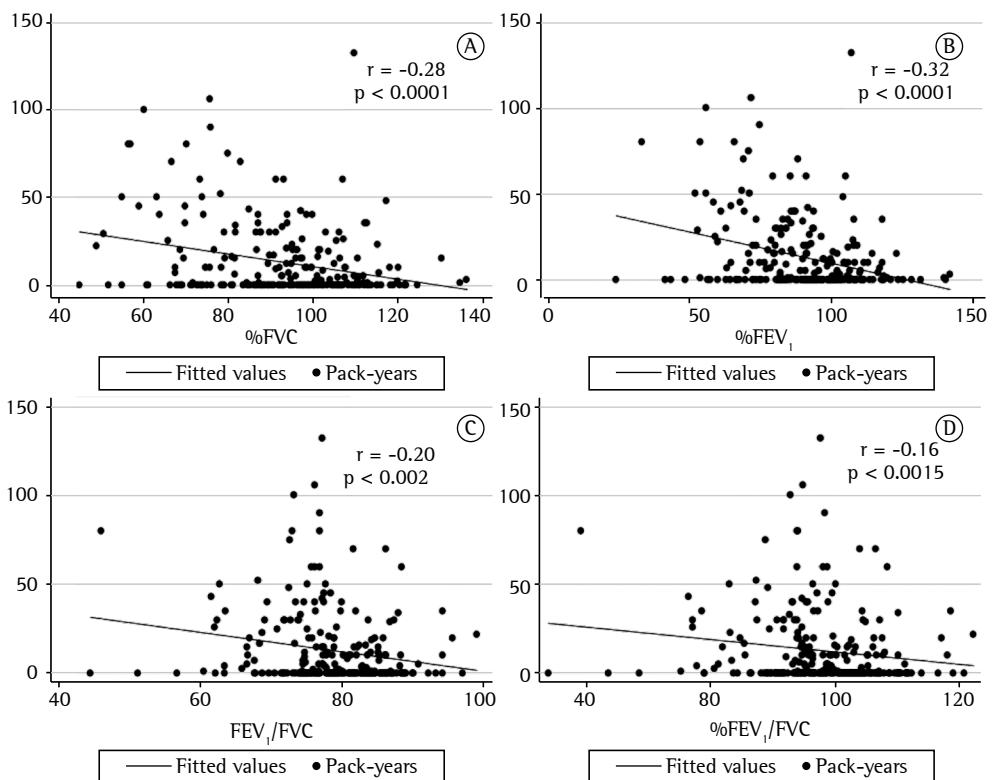 150
100
50
0
A
r = -0.28
p < 0.0001
40 60 80 100 120 140
%FVC
Fitted values Pack-years
150
100
50
0
B
r = -0.32
p < 0.0001
0 50 100 150
%FEV₁
Fitted values Pack-years
150
100
50
0
C
r = -0.20
p < 0.002
40 60 80 100
FEV₁/FVC
Fitted values Pack-years
150
100
50
0
D
r = -0.16
p < 0.0015
80 100 120
%FEV₁/FVC
Fitted values Pack-years